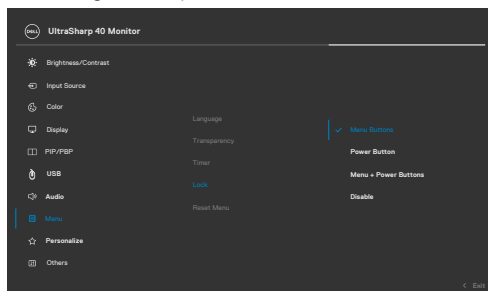 DELL UltraSharp 40 Monitor
Brightness/Contrast
Input Source
Color
Display
PIP/PBP
USB
Audio
Menu
Personalize
Others
Language
Transparency
Timer
Lock
Reset Menu
Menu Buttons
Power Button
Menu + Power Buttons
Disable
< Exit